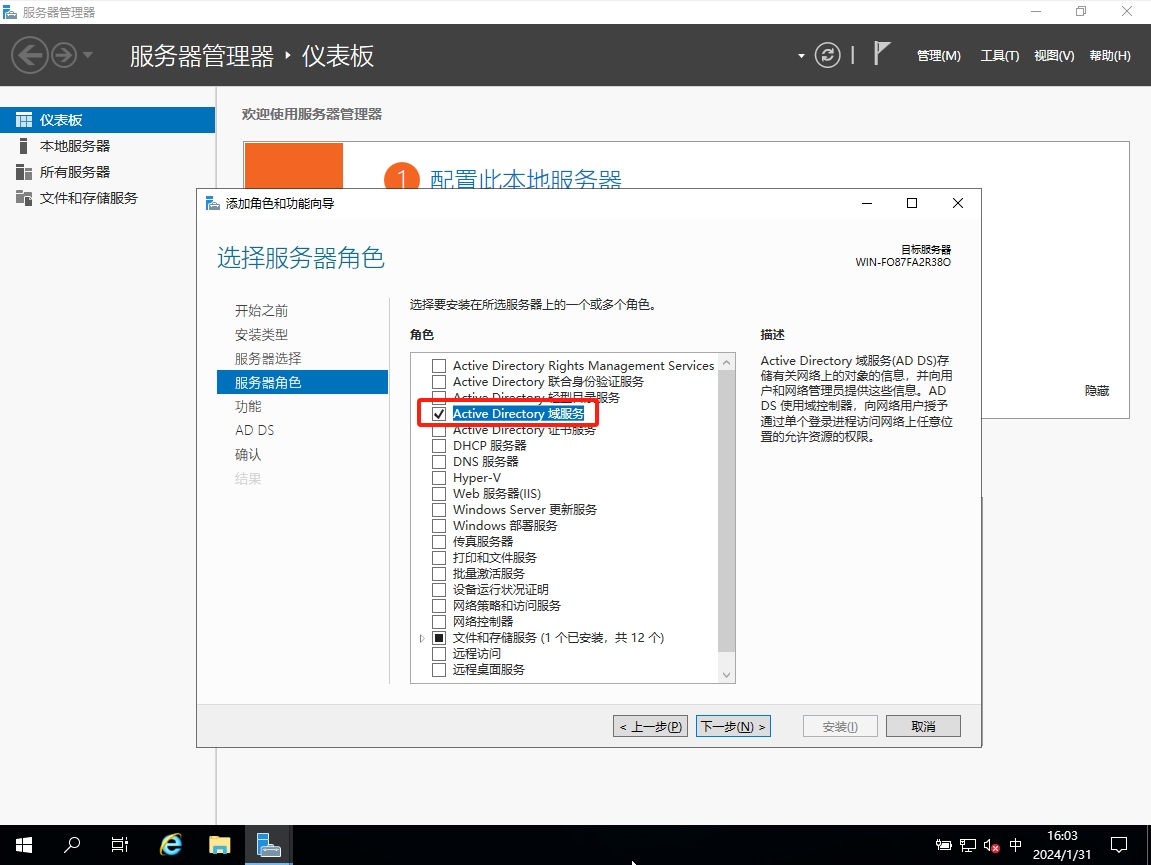 服务器管理器
服务器管理器 ‣ 仪表板
管理(M) 工具(T) 视图(V) 帮助(H)
仪表板
本地服务器
所有服务器
文件和存储服务
欢迎使用服务器管理器
1 配置此本地服务器
隐藏
添加角色和功能向导
选择服务器角色
目标服务器
WIN-FO87FA2R38O
开始之前
安装类型
服务器选择
服务器角色
功能
AD DS
确认
结果
选择要安装在所选服务器上的一个或多个角色。
角色
Active Directory Rights Management Services
Active Directory 联合身份验证服务
Active Directory 轻型目录服务
Active Directory 域服务
Active Directory 证书服务
DHCP 服务器
DNS 服务器
Hyper-V
Web 服务器(IIS)
Windows Server 更新服务
Windows 部署服务
传真服务器
打印和文件服务
批量激活服务
设备运行状况证明
网络策略和访问服务
网络控制器
文件和存储服务 (1 个已安装，共 12 个)
远程访问
远程桌面服务
描述
Active Directory 域服务(AD DS)存
储有关网络上的对象的信息，并向用
户和网络管理员提供这些信息。AD
DS 使用域控制器，向网络用户授予
通过单个登录进程访问网络上任意位
置的允许资源的权限。
< 上一步(P) 下一步(N) > 安装(I) 取消
中
16:03
2024/1/31